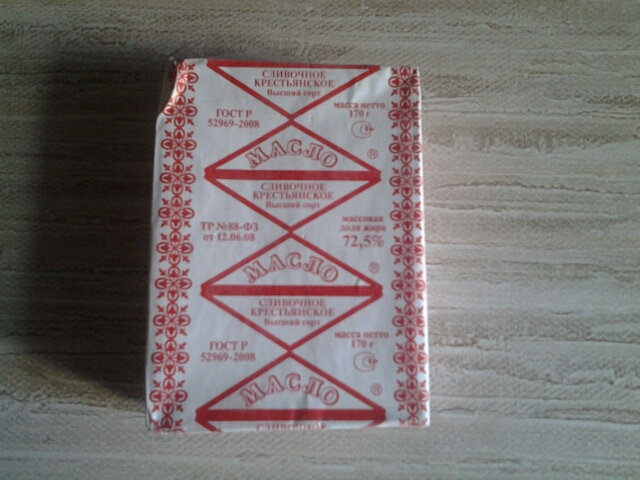 СЛИВОЧНОЕ
КРЕСТЬЯНСКОЕ
Высший сорт
ГОСТ Р
52969-2008
масса нетто
170 г
МАСЛО ®
СЛИВОЧНОЕ
КРЕСТЬЯНСКОЕ
Высший сорт
ТР №88-ФЗ
от 12.06.08
массовая
доля жира
72,5%
МАСЛО ®
СЛИВОЧНОЕ
КРЕСТЬЯНСКОЕ
Высший сорт
ГОСТ Р
52969-2008
масса нетто
170 г
МАСЛО ®
СЛИВОЧНОЕ